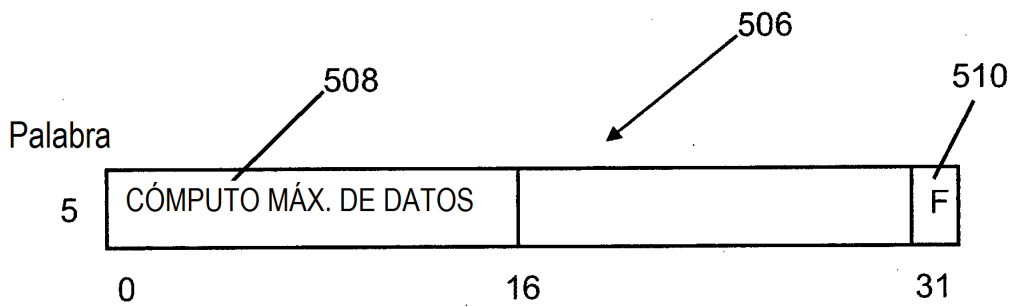 506
508
510
Palabra
5 CÓMPUTO MÁX. DE DATOS F
0 16 31